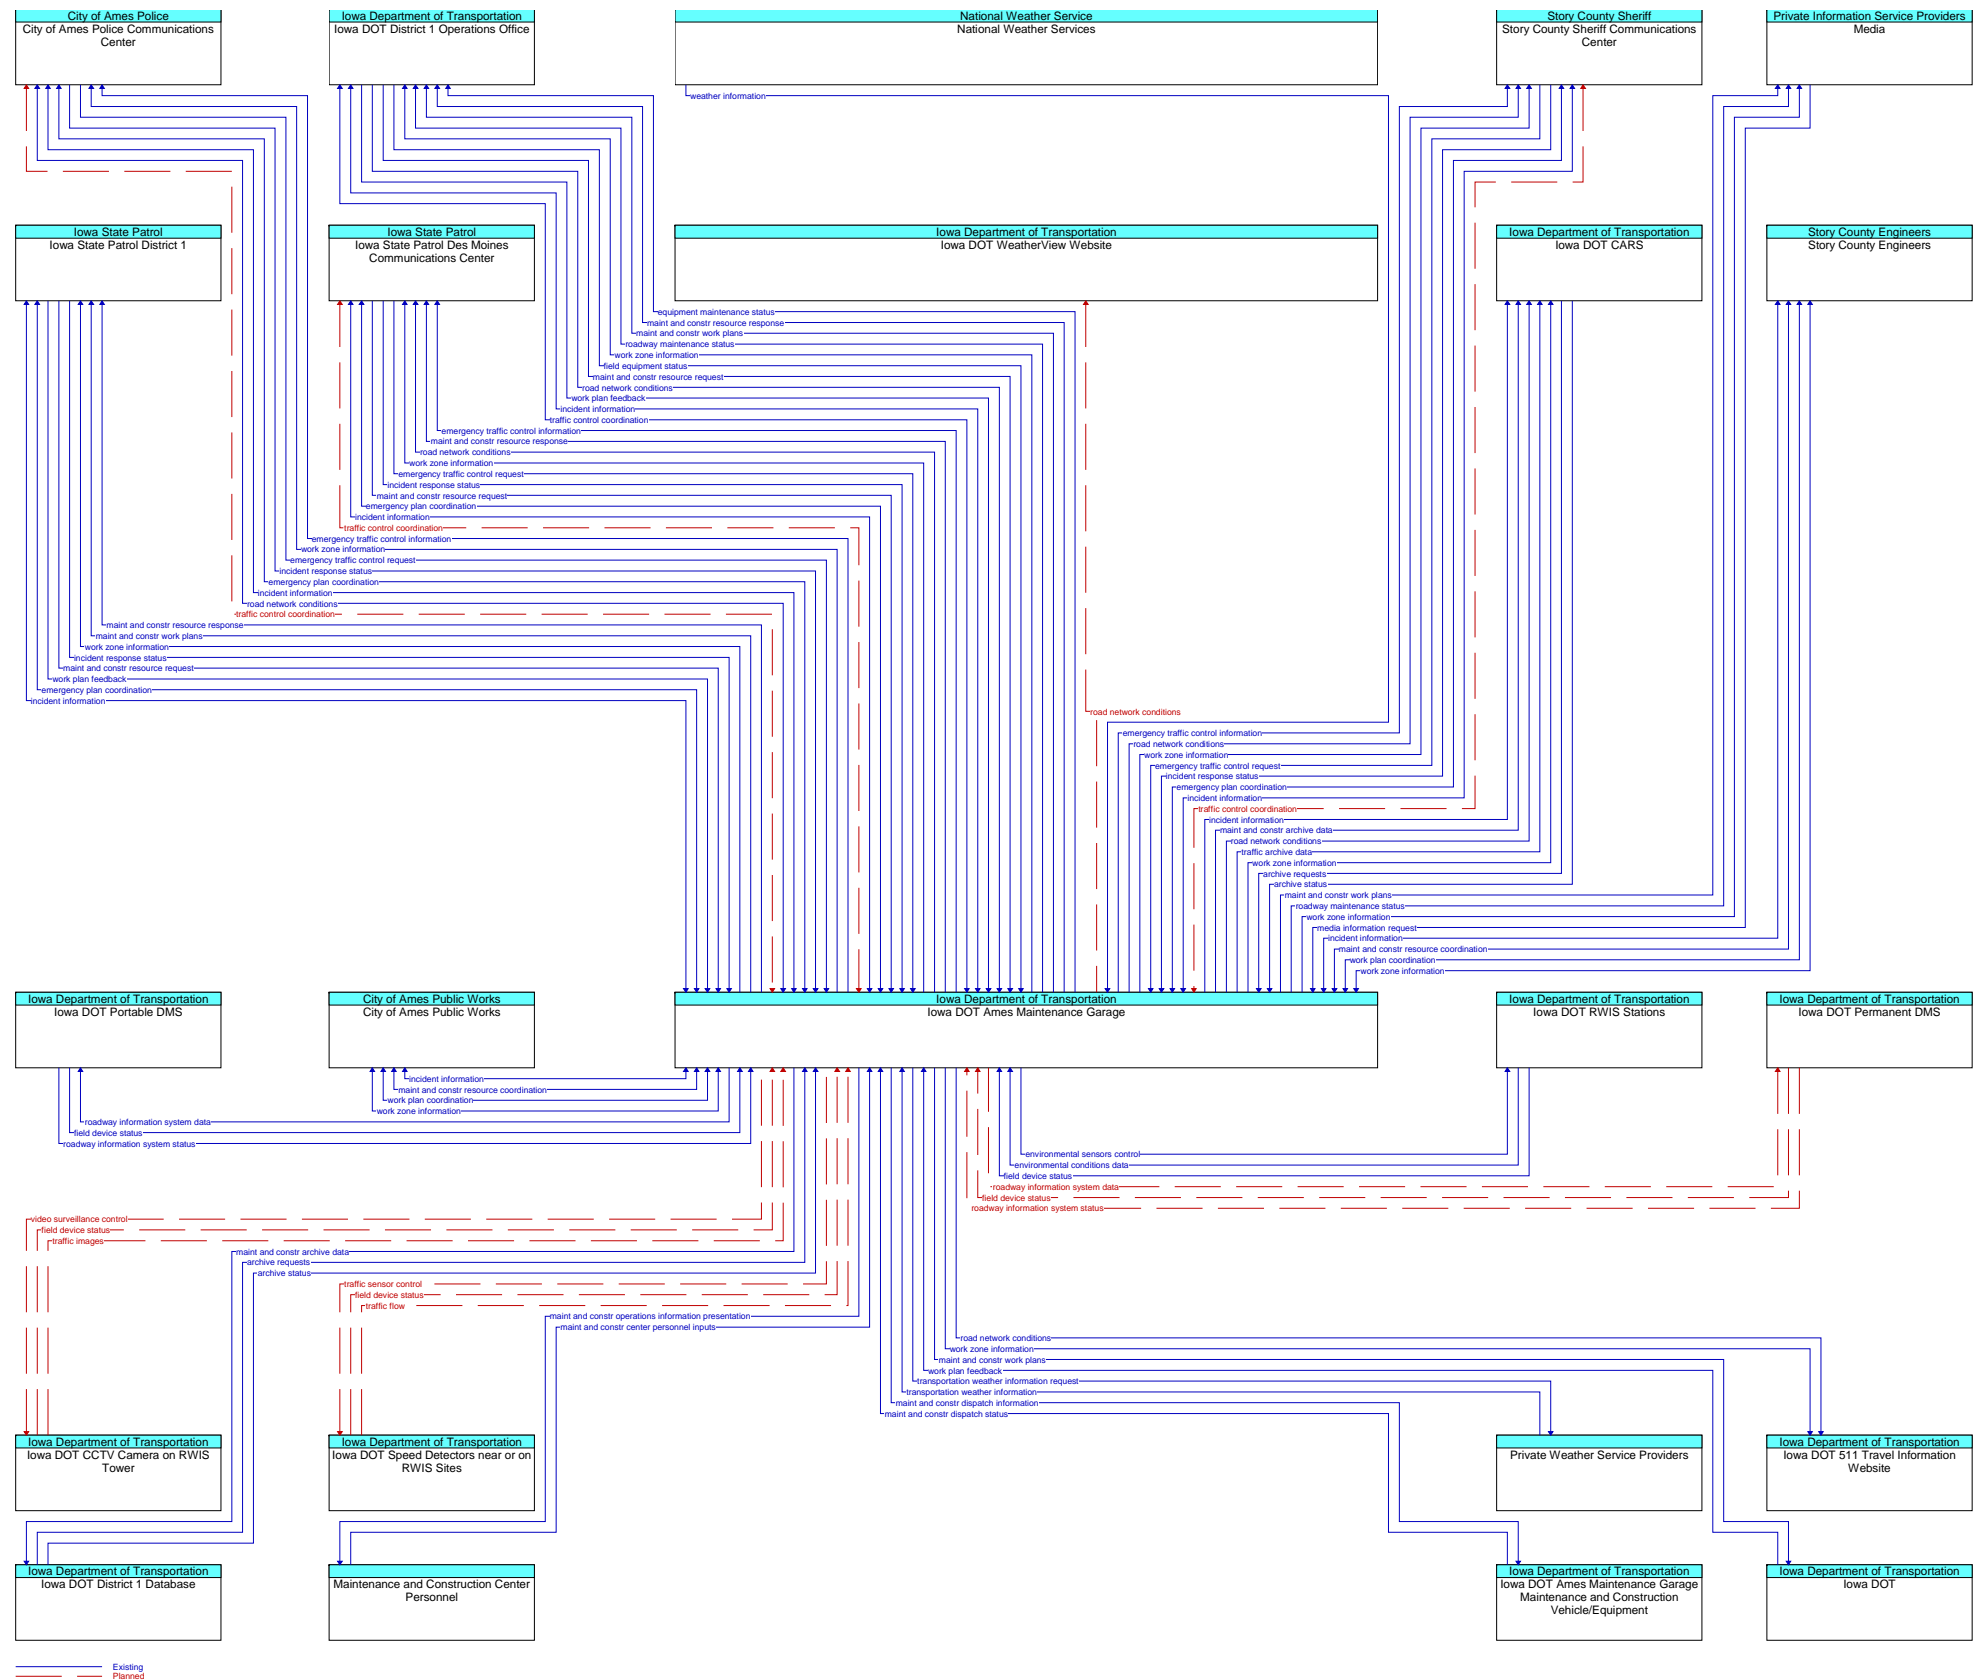 City of Ames Police
City of Ames Police Communications
Center
Iowa Department of Transportation
Iowa DOT District 1 Operations Office
National Weather Service
National Weather Services
Story County Sheriff
Story County Sheriff Communications
Center
Private Information Service Providers
Media
weather information
Iowa State Patrol
Iowa State Patrol District 1
Iowa State Patrol
Iowa State Patrol Des Moines
Communications Center
Iowa Department of Transportation
Iowa DOT WeatherView Website
Iowa Department of Transportation
Iowa DOT CARS
Story County Engineers
Story County Engineers
equipment maintenance status
maint and constr resource response
maint and constr work plans
roadway maintenance status
work zone information
field equipment status
maint and constr resource request
road network conditions
work plan feedback
incident information
traffic control coordination
emergency traffic control information
maint and constr resource response
road network conditions
work zone information
emergency traffic control request
incident response status
maint and constr resource request
emergency plan coordination
incident information
traffic control coordination
emergency traffic control information
work zone information
emergency traffic control request
incident response status
emergency plan coordination
incident information
road network conditions
traffic control coordination
maint and constr resource response
maint and constr work plans
work zone information
incident response status
maint and constr resource request
work plan feedback
emergency plan coordination
incident information
road network conditions
emergency traffic control information
road network conditions
work zone information
emergency traffic control request
incident response status
emergency plan coordination
incident information
traffic control coordination
incident information
maint and constr archive data
road network conditions
traffic archive data
work zone information
archive requests
archive status
maint and constr work plans
roadway maintenance status
work zone information
media information request
incident information
maint and constr resource coordination
work plan coordination
work zone information
Iowa Department of Transportation
Iowa DOT Portable DMS
City of Ames Public Works
City of Ames Public Works
Iowa Department of Transportation
Iowa DOT Ames Maintenance Garage
Iowa Department of Transportation
Iowa DOT RWIS Stations
Iowa Department of Transportation
Iowa DOT Permanent DMS
incident information
maint and constr resource coordination
work plan coordination
work zone information
roadway information system data
field device status
roadway information system status
environmental sensors control
environmental conditions data
field device status
roadway information system data
field device status
roadway information system status
video surveillance control
field device status
traffic images
maint and constr archive data
archive requests
archive status
traffic sensor control
field device status
traffic flow
maint and constr operations information presentation
maint and constr center personnel inputs
road network conditions
work zone information
maint and constr work plans
work plan feedback
transportation weather information request
transportation weather information
maint and constr dispatch information
maint and constr dispatch status
Iowa Department of Transportation
Iowa DOT CCTV Camera on RWIS
Tower
Iowa Department of Transportation
Iowa DOT Speed Detectors near or on
RWIS Sites
Private Weather Service Providers
Iowa Department of Transportation
Iowa DOT 511 Travel Information
Website
Iowa Department of Transportation
Iowa DOT District 1 Database
Maintenance and Construction Center
Personnel
Iowa Department of Transportation
Iowa DOT Ames Maintenance Garage
Maintenance and Construction
Vehicle/Equipment
Iowa Department of Transportation
Iowa DOT
Existing
Planned